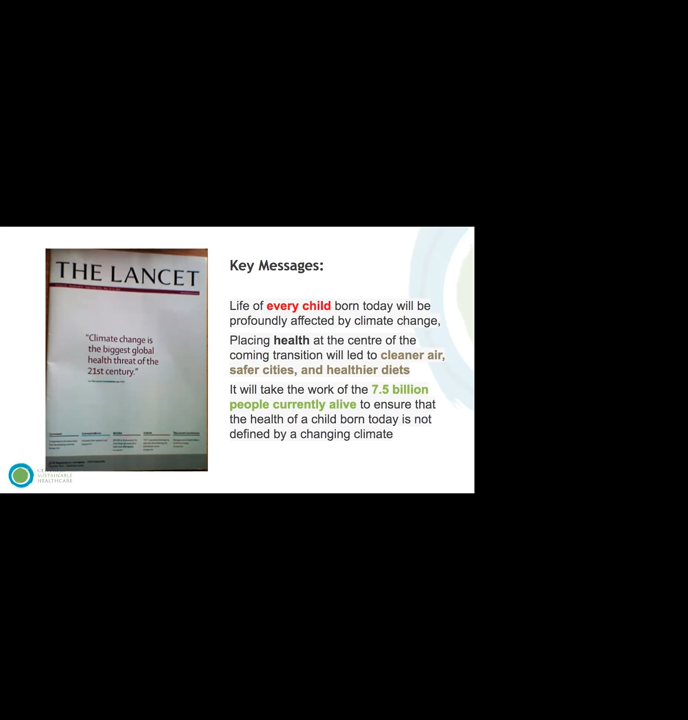 THE LANCET
"Climate change is
the biggest global
health threat of the
21st century."
SUSTAINABLE
HEALTHCARE
Key Messages:
Life of every child born today will be
profoundly affected by climate change,
Placing health at the centre of the
coming transition will led to cleaner air,
safer cities, and healthier diets
It will take the work of the 7.5 billion
people currently alive to ensure that
the health of a child born today is not
defined by a changing climate